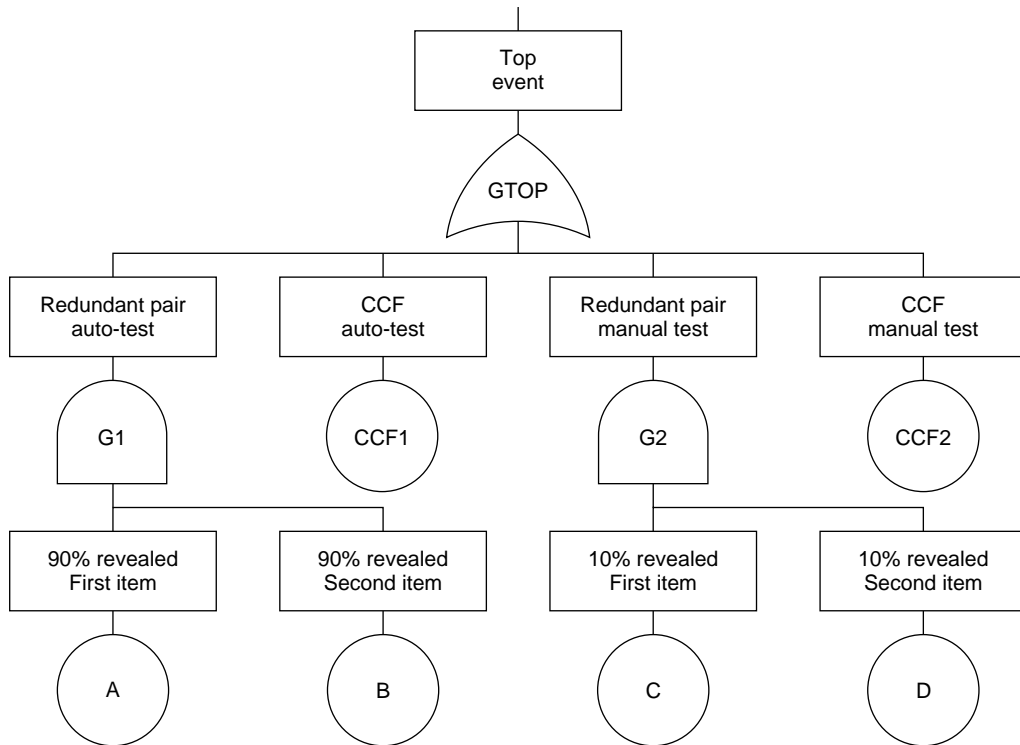 Top
event
GTOP
Redundant pair
auto-test
CCF
auto-test
Redundant pair
manual test
CCF
manual test
G1
CCF1
G2
CCF2
90% revealed
First item
90% revealed
Second item
10% revealed
First item
10% revealed
Second item
A
B
C
D